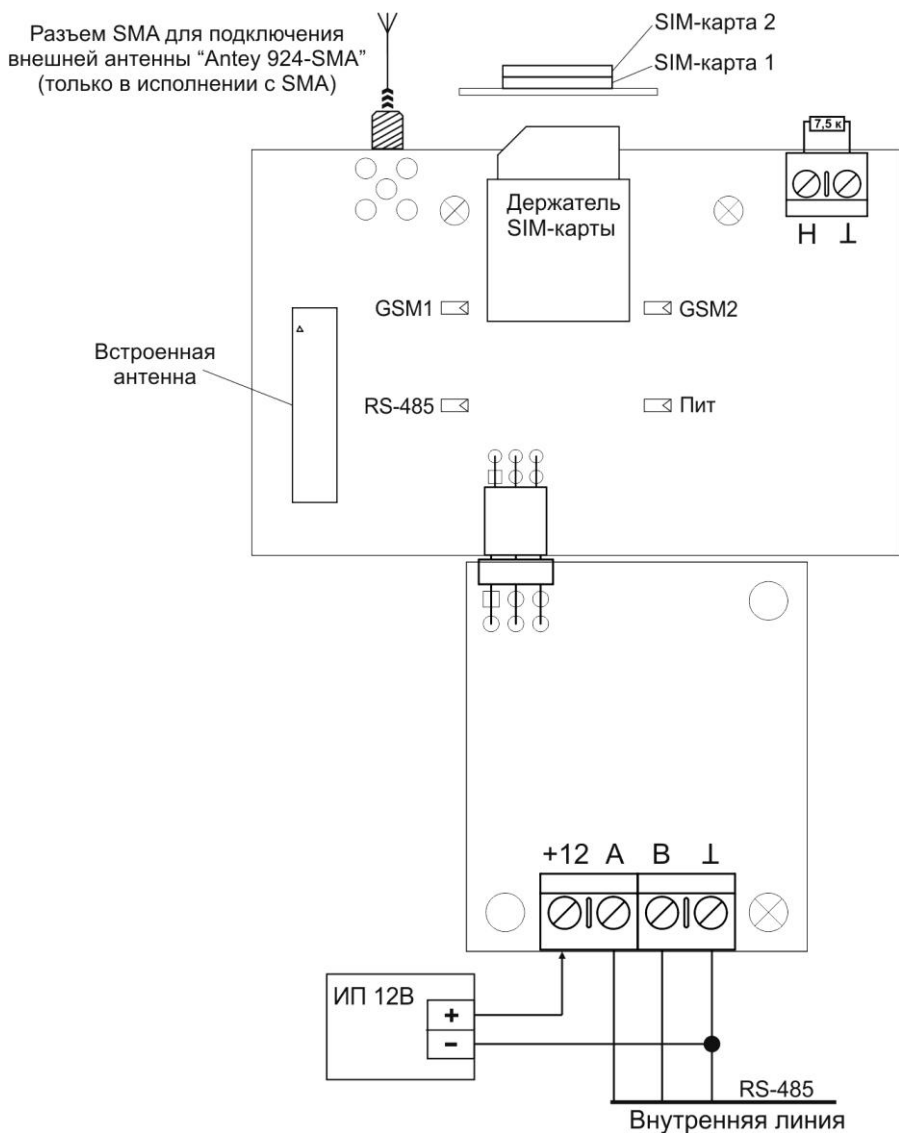 Разъем SMA для подключения
внешней антенны “Antey 924-SMA”
(только в исполнении с SMA)
SIM-карта 2
SIM-карта 1
7,5 к
Держатель
SIM-карты
H ⊥
GSM1
GSM2
Встроенная
антенна
RS-485
Пит
+12 A B ⊥
ИП 12В
+
-
RS-485
Внутренняя линия